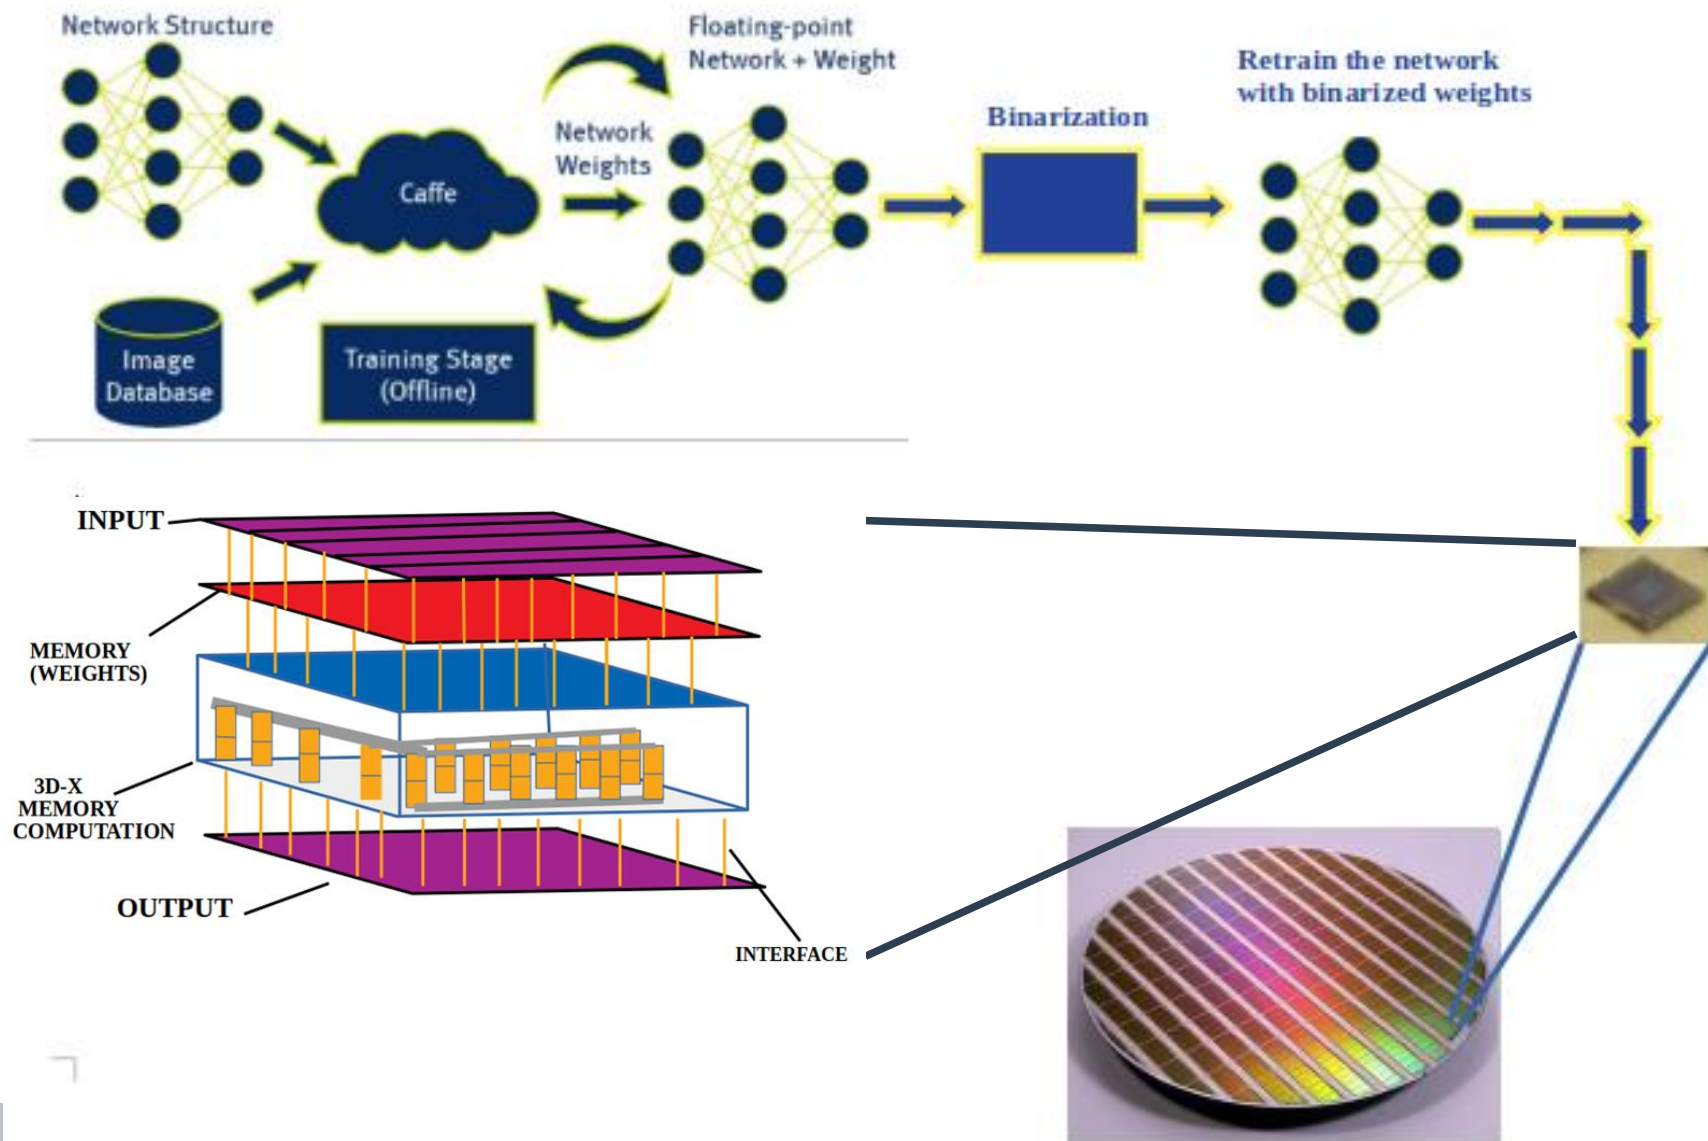 Network Structure
Floating-point
Network + Weight
Retrain the network
with binarized weights
Binarization
Network
Weights
Caffe
Image
Database
Training Stage
(Offline)
INPUT
MEMORY
(WEIGHTS)
3D-X
MEMORY
COMPUTATION
OUTPUT
INTERFACE